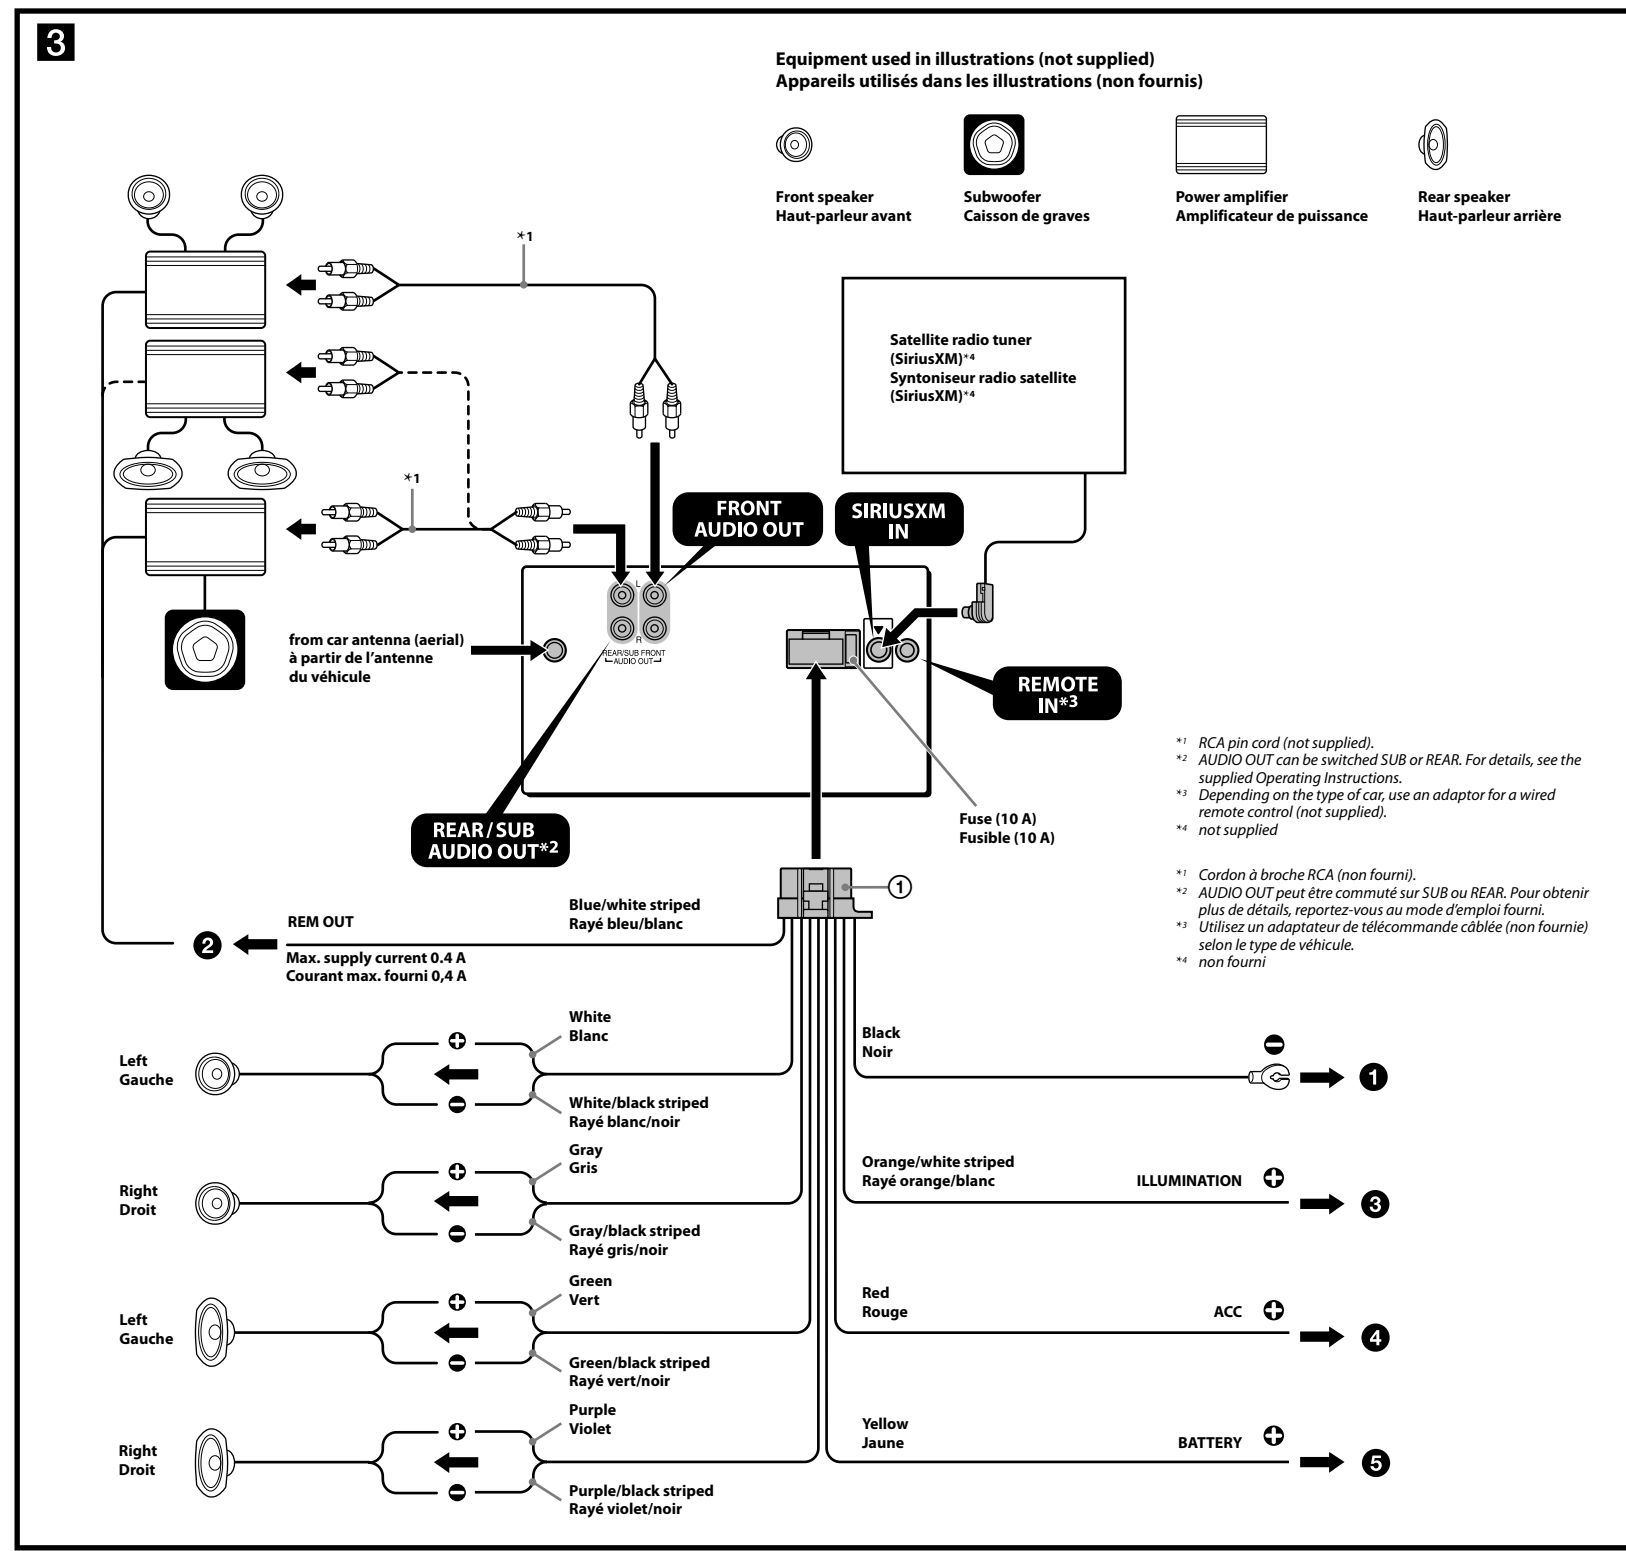 3
Equipment used in illustrations (not supplied)
Appareils utilisés dans les illustrations (non fournis)
Front speaker
Haut-parleur avant
Subwoofer
Caisson de graves
Power amplifier
Amplificateur de puissance
Rear speaker
Haut-parleur arrière
*1
Satellite radio tuner
(SiriusXM)*4
Syntoniseur radio satellite
(SiriusXM)*4
*1
FRONT
AUDIO OUT
SIRIUSXM
IN
L
R
REAR/SUB FRONT
AUDIO OUT
from car antenna (aerial)
à partir de l'antenne
du véhicule
REMOTE
IN*3
Fuse (10 A)
Fusible (10 A)
REAR/SUB
AUDIO OUT*2
*1 RCA pin cord (not supplied).
*2 AUDIO OUT can be switched SUB or REAR. For details, see the
supplied Operating Instructions.
*3 Depending on the type of car, use an adaptor for a wired
remote control (not supplied).
*4 not supplied
*1 Cordon à broche RCA (non fourni).
*2 AUDIO OUT peut être commuté sur SUB ou REAR. Pour obtenir
plus de détails, reportez-vous au mode d'emploi fourni.
*3 Utilisez un adaptateur de télécommande câblée (non fournie)
selon le type de véhicule.
*4 non fourni
1
Blue/white striped
Rayé bleu/blanc
REM OUT
2
Max. supply current 0.4 A
Courant max. fourni 0,4 A
White
Blanc
Left
Gauche
White/black striped
Rayé blanc/noir
Gray
Gris
Right
Droit
Gray/black striped
Rayé gris/noir
Green
Vert
Left
Gauche
Green/black striped
Rayé vert/noir
Purple
Violet
Right
Droit
Purple/black striped
Rayé violet/noir
Black
Noir
1
Orange/white striped
Rayé orange/blanc
ILLUMINATION
3
Red
Rouge
ACC
4
Yellow
Jaune
BATTERY
5